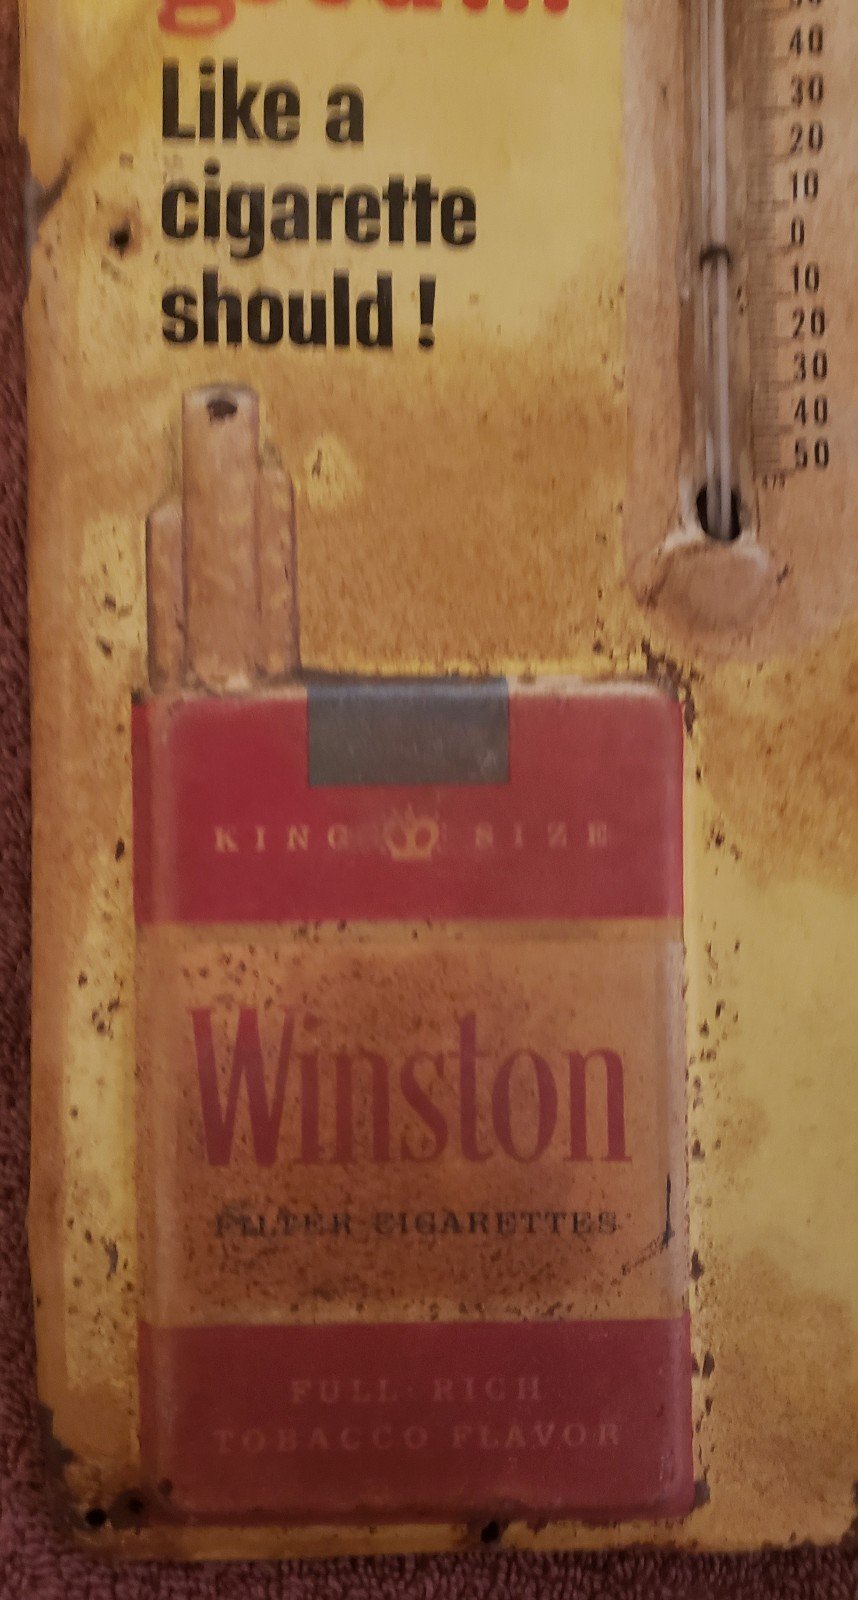 good...
Like a
cigarette
should!
40
30
20
10
0
10
20
30
40
50
KING SIZE
Winston
FILTER CIGARETTES
FULL·RICH
TOBACCO FLAVOR